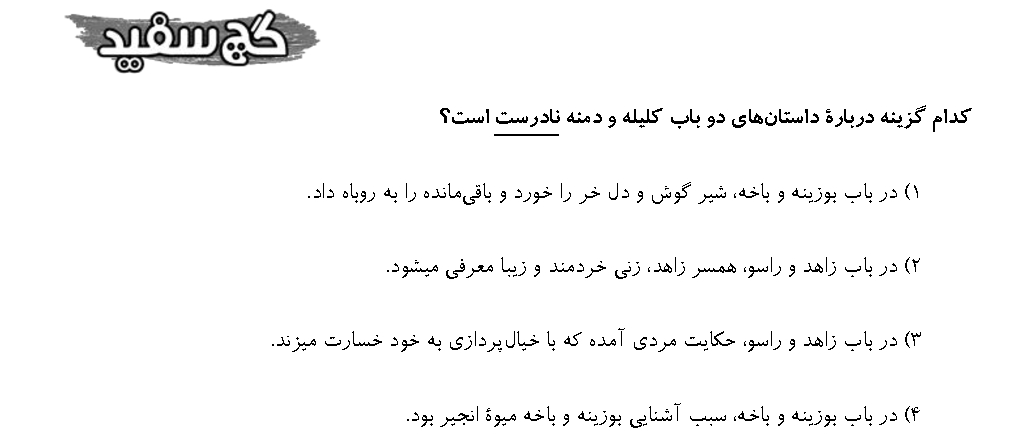 گچ سفید
کدام گزینه دربارهٔ داستان‌های دو باب کلیله و دمنه نادرست است؟
۱) در باب بوزینه و باخه، شیر گوش و دل خر را خورد و باقی‌مانده را به روباه داد.
۲) در باب زاهد و راسو، همسر زاهد، زنی خردمند و زیبا معرفی میشود.
۳) در باب زاهد و راسو، حکایت مردی آمده که با خیال‌پردازی به خود خسارت میزند.
۴) در باب بوزینه و باخه، سبب آشنایی بوزینه و باخه میوهٔ انجیر بود.